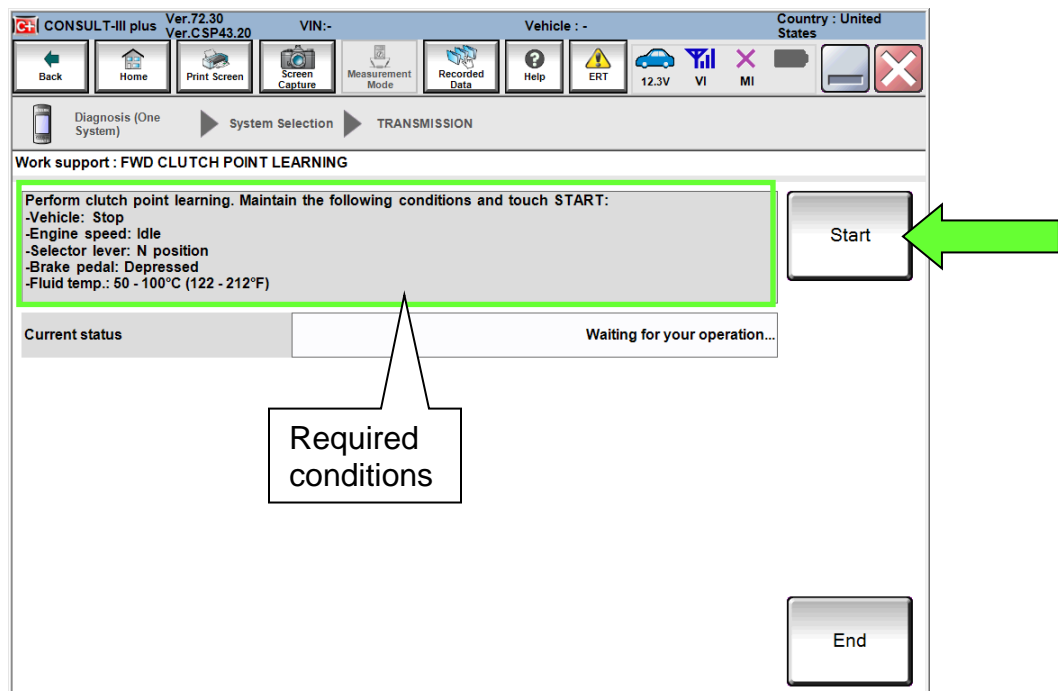 CONSULT-III plus
Ver.72.30
Ver.CSP43.20
VIN:-
Vehicle : -
Country : United
States
Back
Home
Print Screen
Screen
Capture
Measurement
Mode
Recorded
Data
Help
ERT
12.3V
VI
MI
Diagnosis (One
System)
System Selection
TRANSMISSION
Work support : FWD CLUTCH POINT LEARNING
Perform clutch point learning. Maintain the following conditions and touch START:
-Vehicle: Stop
-Engine speed: Idle
-Selector lever: N position
-Brake pedal: Depressed
-Fluid temp.: 50 - 100°C (122 - 212°F)
Start
Current status
Waiting for your operation...
Required
conditions
End